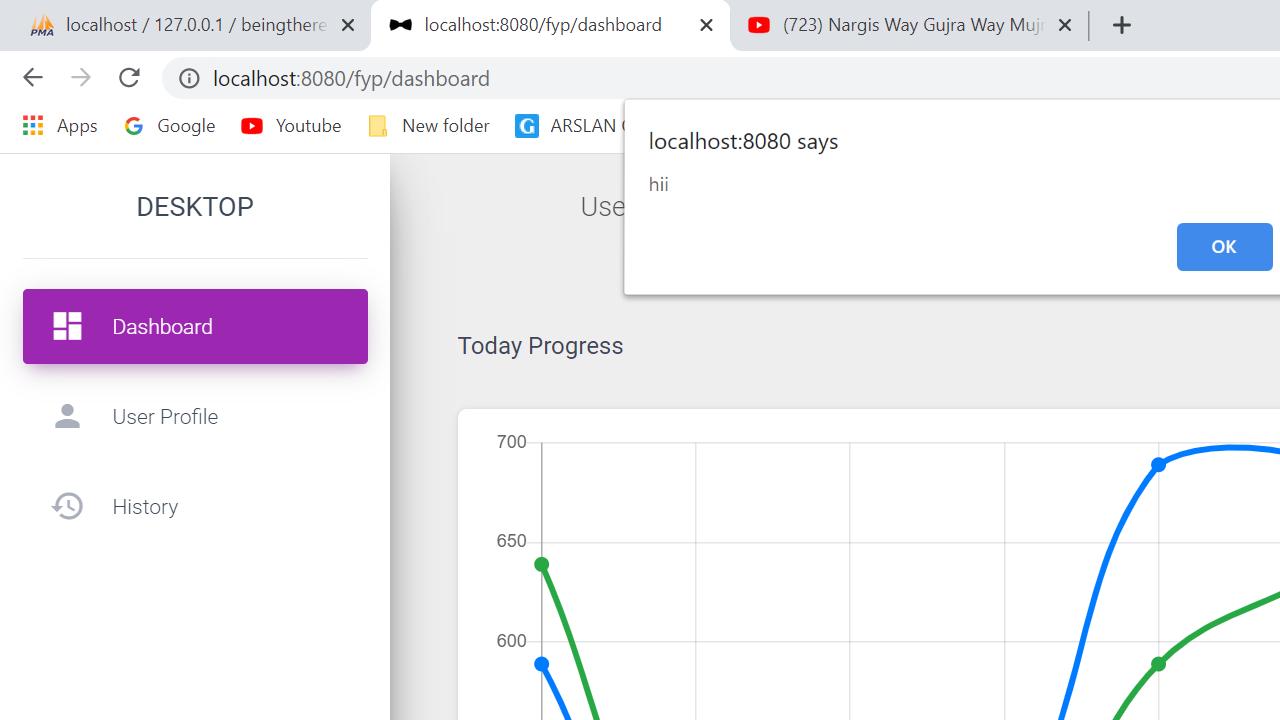 PMA localhost / 127.0.0.1 / beingthere
localhost:8080/fyp/dashboard
(723) Nargis Way Gujra Way Muj
localhost:8080/fyp/dashboard
Apps Google Youtube New folder ARSLAN
localhost:8080 says
hii
OK
DESKTOP
Use
Dashboard
User Profile
History
Today Progress
700
650
600